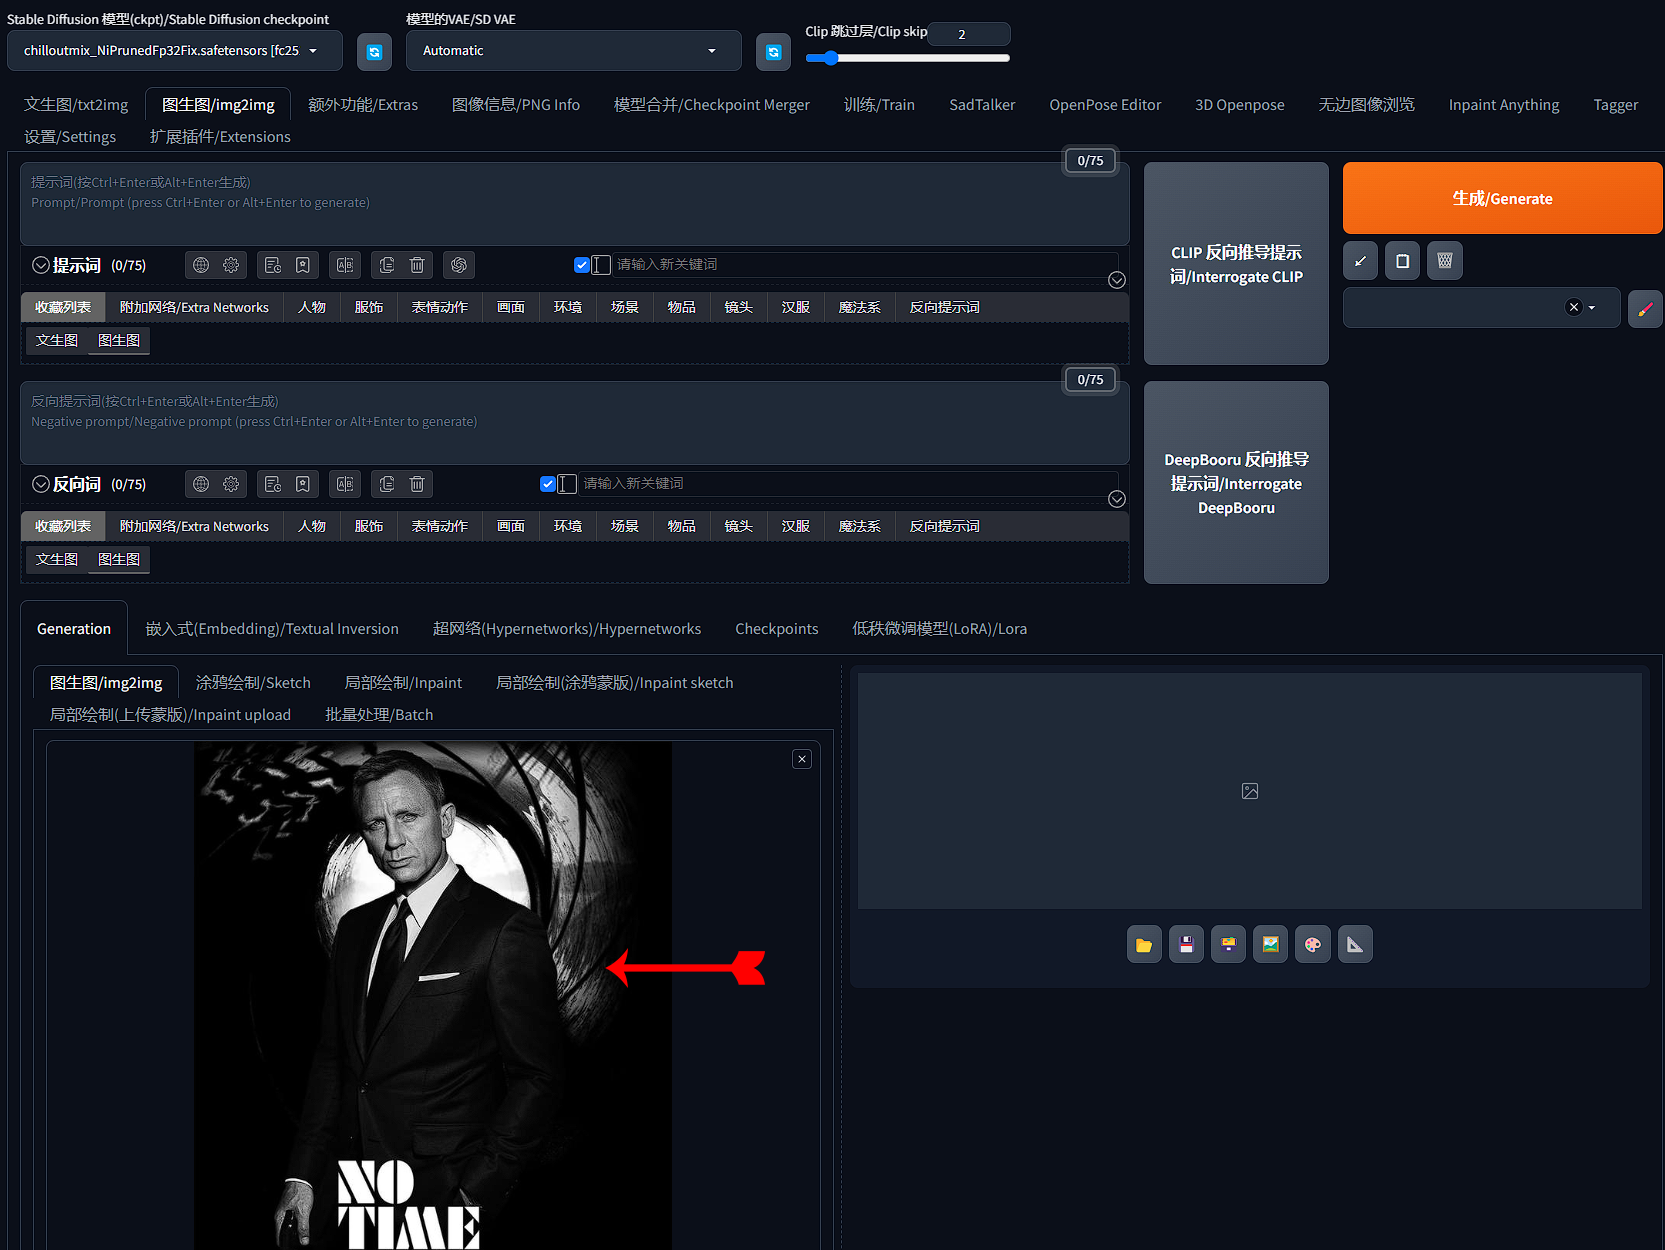 Stable Diffusion 模型(ckpt)/Stable Diffusion checkpoint
模型的VAE/SD VAE
Clip 跳过层/Clip skip
2
chilloutmix_NiPrunedFp32Fix.safetensors [fc25
Automatic
文生图/txt2img
图生图/img2img
额外功能/Extras
图像信息/PNG Info
模型合并/Checkpoint Merger
训练/Train
SadTalker
OpenPose Editor
3D Openpose
无边图像浏览
Inpaint Anything
Tagger
设置/Settings
扩展插件/Extensions
0/75
提示词(按Ctrl+Enter或Alt+Enter生成)
Prompt/Prompt (press Ctrl+Enter or Alt+Enter to generate)
CLIP 反向推导提示
词/Interrogate CLIP
生成/Generate
提示词 (0/75)
请输入新关键词
收藏列表
附加网络/Extra Networks
人物
服饰
表情动作
画面
环境
场景
物品
镜头
汉服
魔法系
反向提示词
文生图
图生图
0/75
反向提示词(按Ctrl+Enter或Alt+Enter生成)
Negative prompt/Negative prompt (press Ctrl+Enter or Alt+Enter to generate)
DeepBooru 反向推导
提示词/Interrogate
DeepBooru
反向词 (0/75)
请输入新关键词
收藏列表
附加网络/Extra Networks
人物
服饰
表情动作
画面
环境
场景
物品
镜头
汉服
魔法系
反向提示词
文生图
图生图
Generation
嵌入式(Embedding)/Textual Inversion
超网络(Hypernetworks)/Hypernetworks
Checkpoints
低秩微调模型(LoRA)/Lora
图生图/img2img
涂鸦绘制/Sketch
局部绘制/Inpaint
局部绘制(涂鸦蒙版)/Inpaint sketch
局部绘制(上传蒙版)/Inpaint upload
批量处理/Batch
NO
TIME